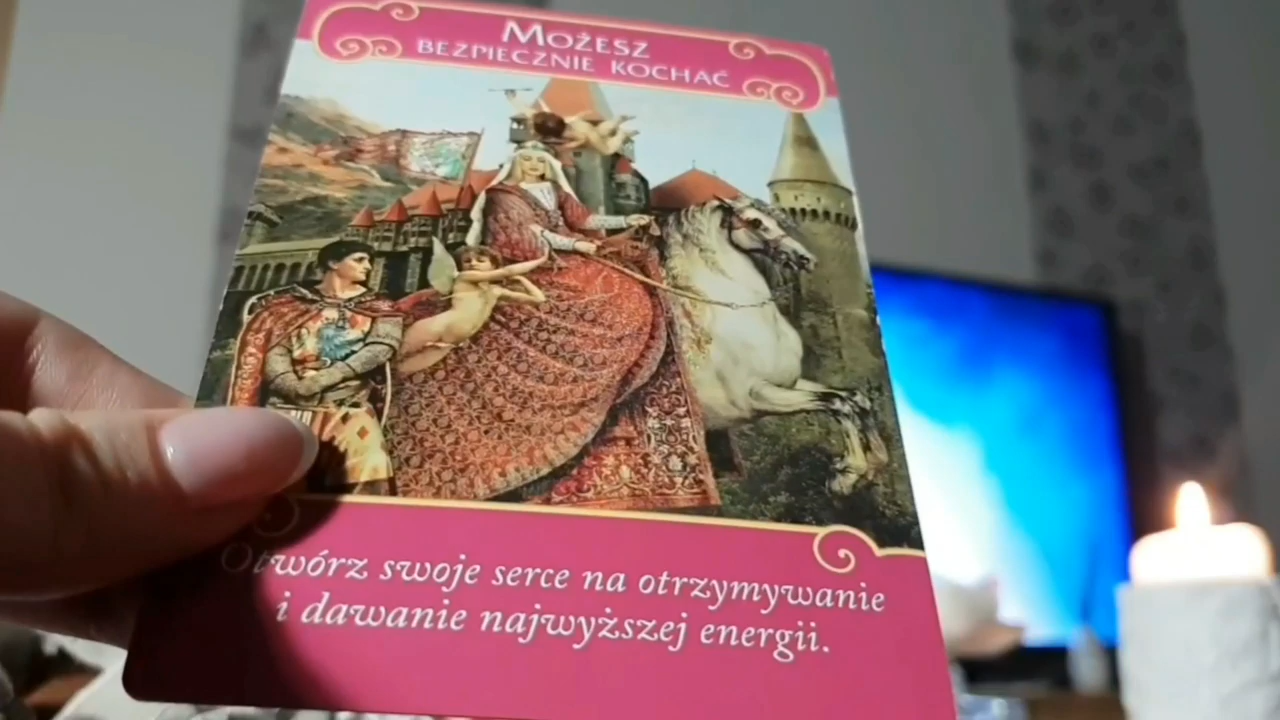 Możesz
bezpiecznie kochać
Otwórz swoje serce na otrzymywanie
i dawanie najwyższej energii.